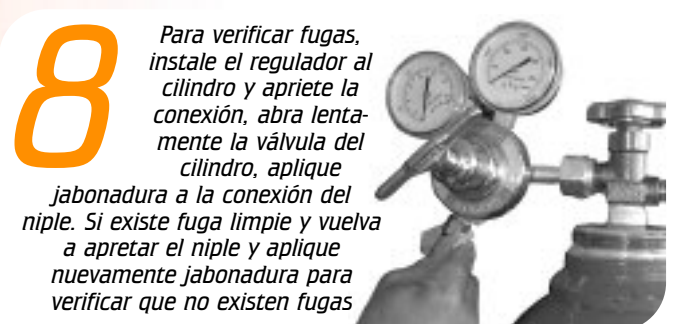 8
Para verificar fugas,
instale el regulador al
cilindro y apriete la
conexión, abra lenta-
mente la válvula del
cilindro, aplique
jabonadura a la conexión del
niple. Si existe fuga limpie y vuelva
a apretar el niple y aplique
nuevamente jabonadura para
verificar que no existen fugas